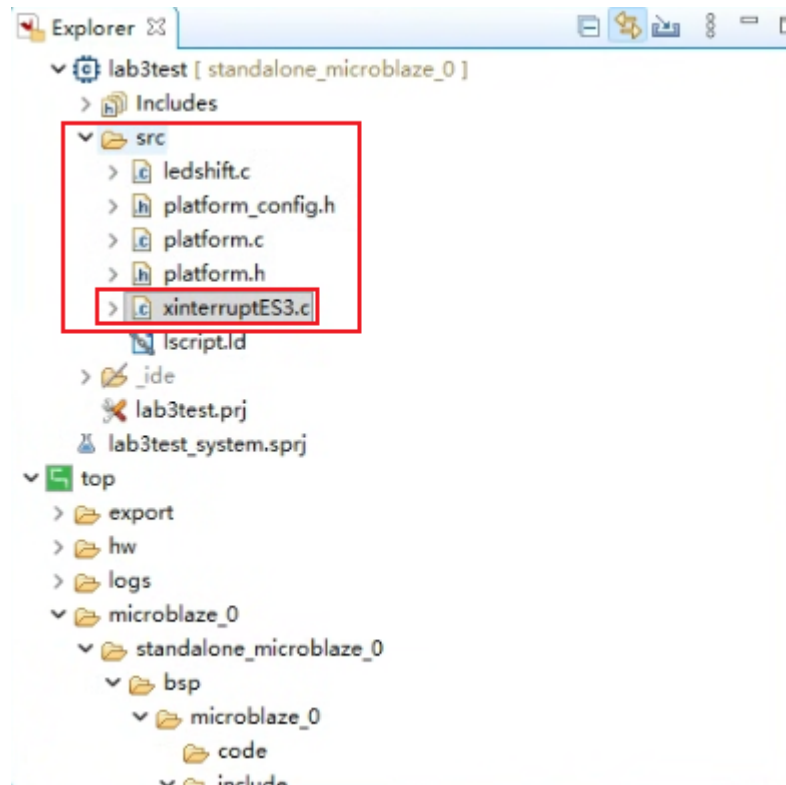 Explorer
lab3test [ standalone_microblaze_0 ]
Includes
src
ledshift.c
platform_config.h
platform.c
platform.h
xinterruptES3.c
lscript.ld
_ide
lab3test.prj
lab3test_system.sprj
top
export
hw
logs
microblaze_0
standalone_microblaze_0
bsp
microblaze_0
code
include